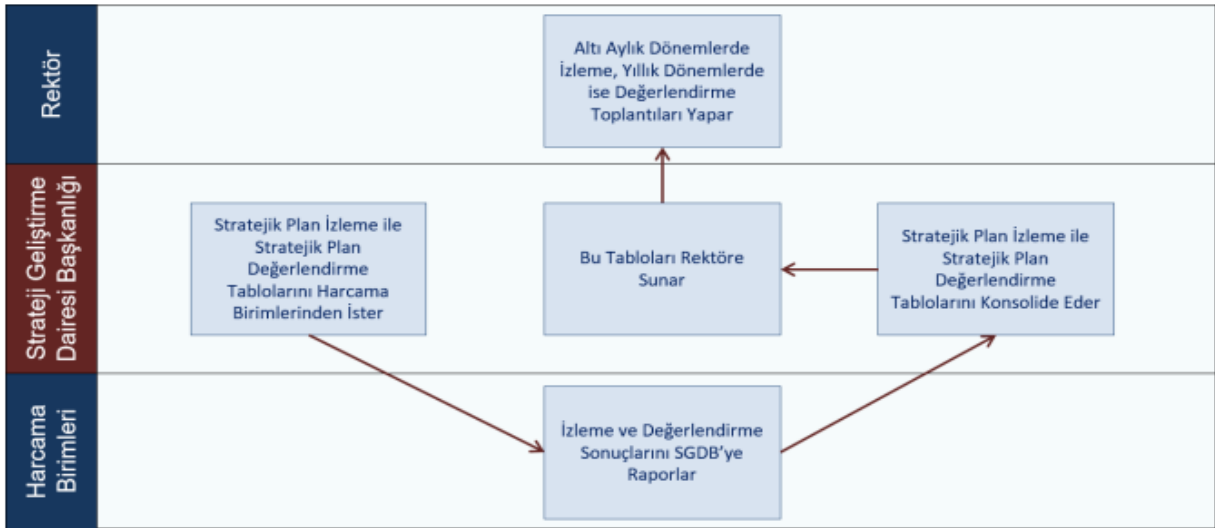 Rektör
Altı Aylık Dönemlerde
İzleme, Yıllık Dönemlerde
ise Değerlendirme
Toplantıları Yapar
Strateji Geliştirme
Dairesi Başkanlığı
Stratejik Plan İzleme ile
Stratejik Plan
Değerlendirme
Tablolarını Harcama
Birimlerinden İster
Bu Tabloları Rektöre
Sunar
Stratejik Plan İzleme ile
Stratejik Plan
Değerlendirme
Tablolarını Konsolide Eder
Harcama
Birimleri
İzleme ve Değerlendirme
Sonuçlarını SGDB'ye
Raporlar